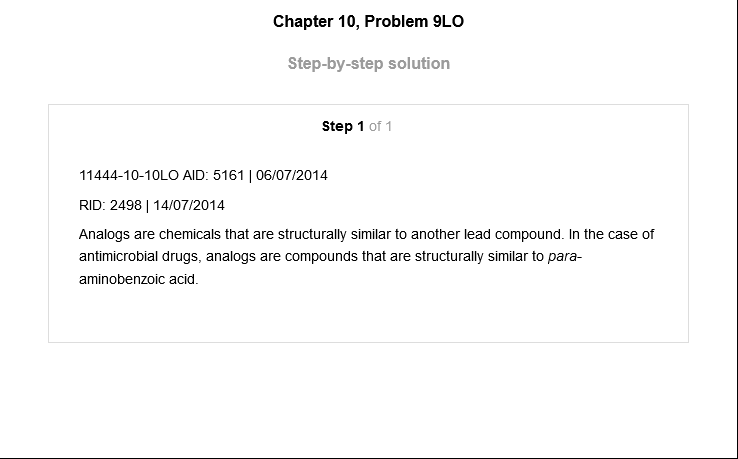 Chapter 10, Problem 9LO
Step-by-step solution
Step 1 of 1
11444-10-10LO AID: 5161 | 06/07/2014
RID: 2498 | 14/07/2014
Analogs are chemicals that are structurally similar to another lead compound. In the case of
antimicrobial drugs, analogs are compounds that are structurally similar to para-
aminobenzoic acid.